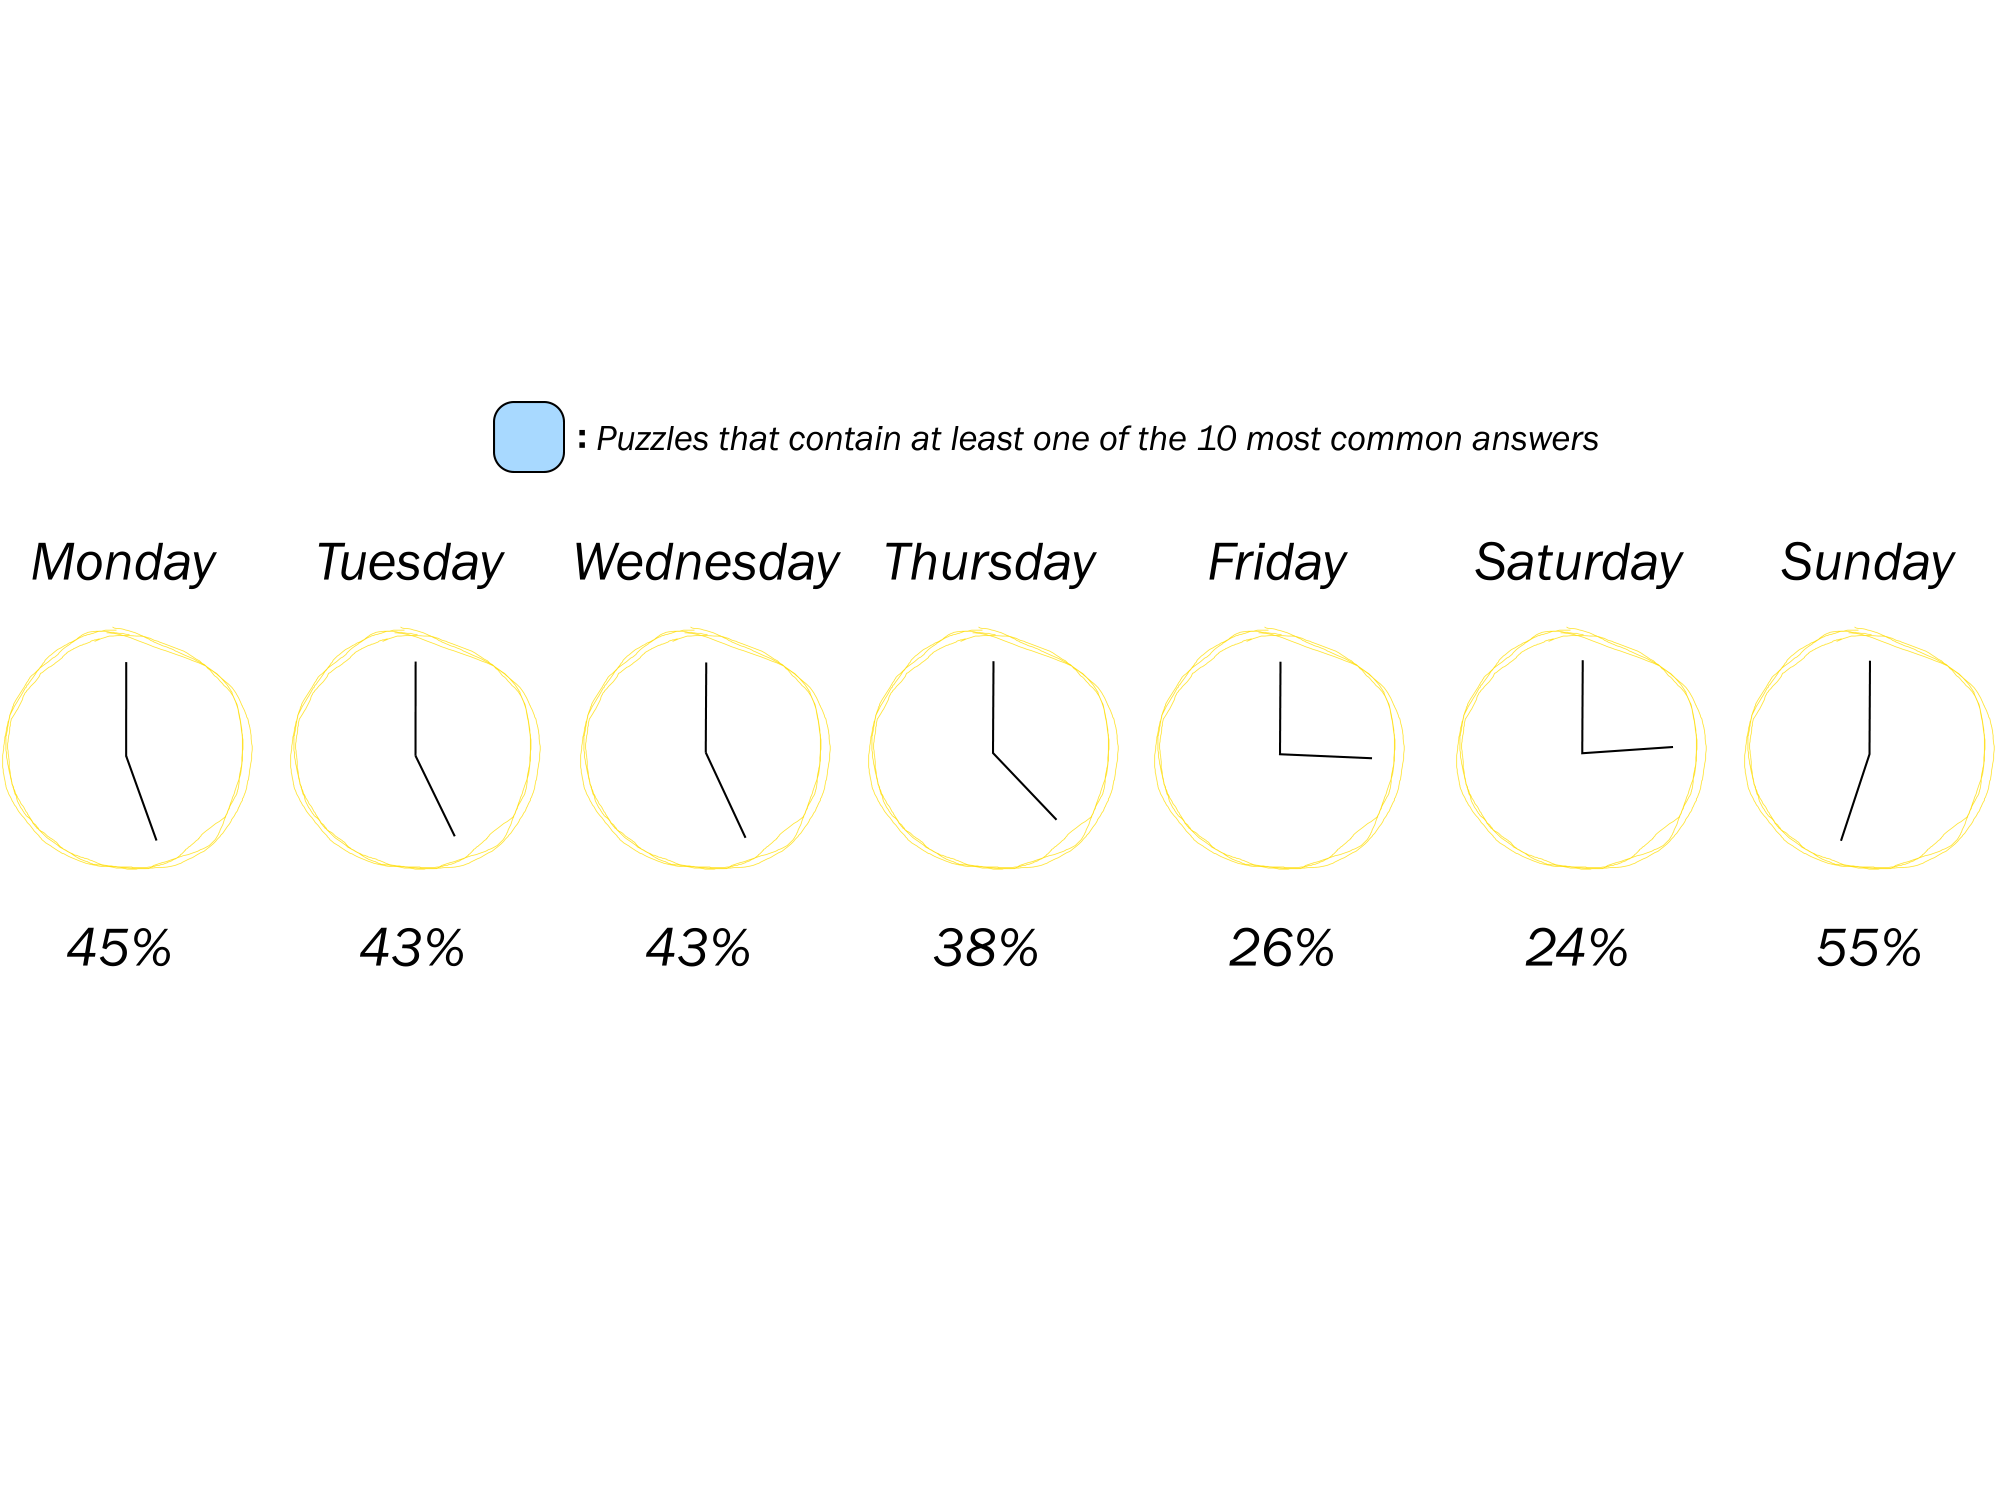 : Puzzles that contain at least one of the 10 most common answers
Monday Tuesday Wednesday Thursday Friday Saturday Sunday
45% 43% 43% 38% 26% 24% 55%